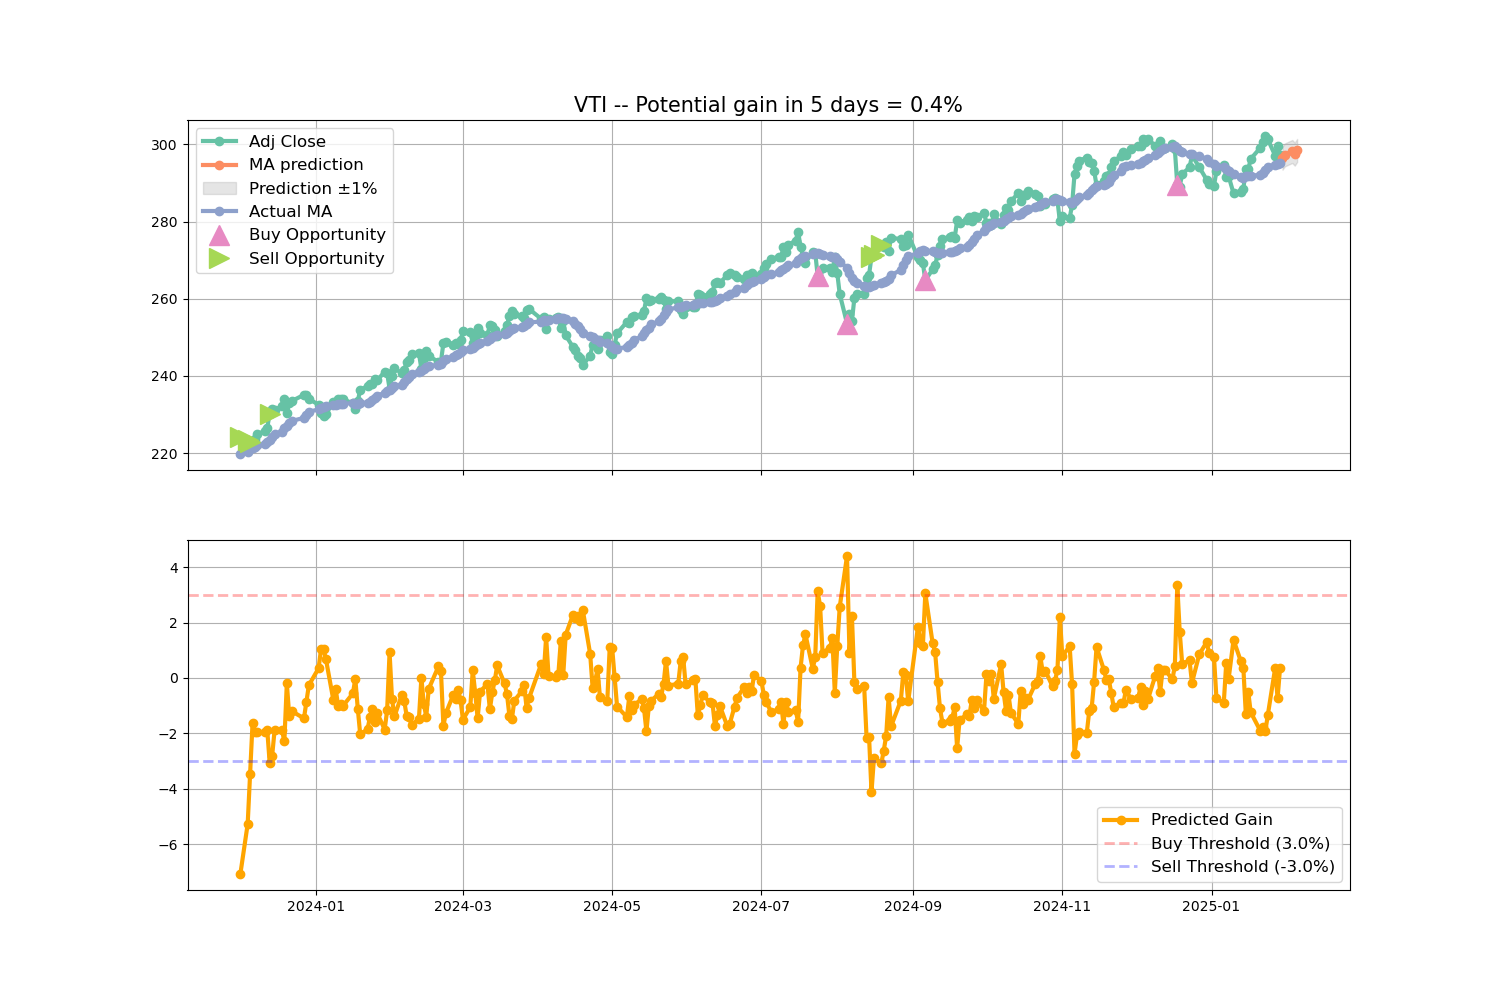 VTI -- Potential gain in 5 days = 0.4%
300
280
260
240
220
Adj Close
MA prediction
Prediction ±1%
Actual MA
Buy Opportunity
Sell Opportunity
4
2
0
−2
−4
−6
Predicted Gain
Buy Threshold (3.0%)
Sell Threshold (-3.0%)
2024-01
2024-03
2024-05
2024-07
2024-09
2024-11
2025-01